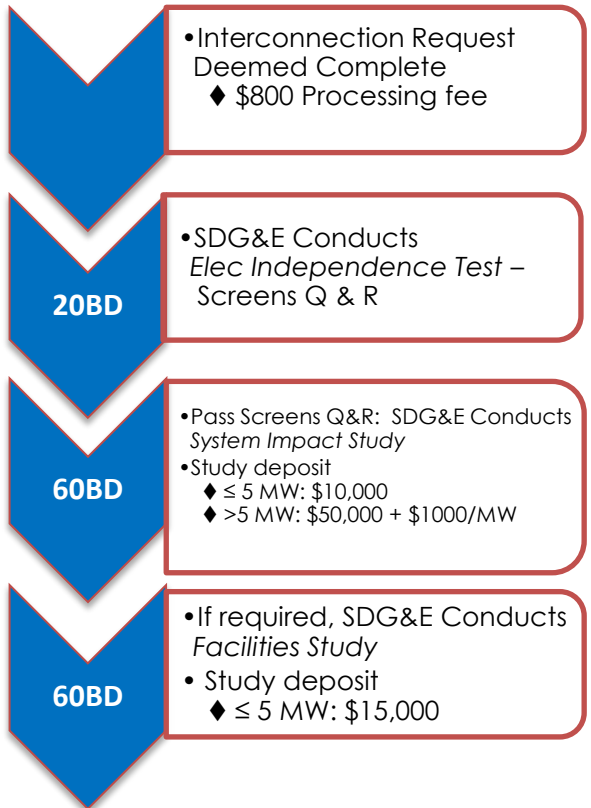 •Interconnection Request
Deemed Complete
♦ $800 Processing fee
20BD
•SDG&E Conducts
Elec Independence Test –
Screens Q & R
60BD
•Pass Screens Q&R: SDG&E Conducts
System Impact Study
•Study deposit
♦ ≤ 5 MW: $10,000
♦ >5 MW: $50,000 + $1000/MW
60BD
•If required, SDG&E Conducts
Facilities Study
• Study deposit
♦ ≤ 5 MW: $15,000